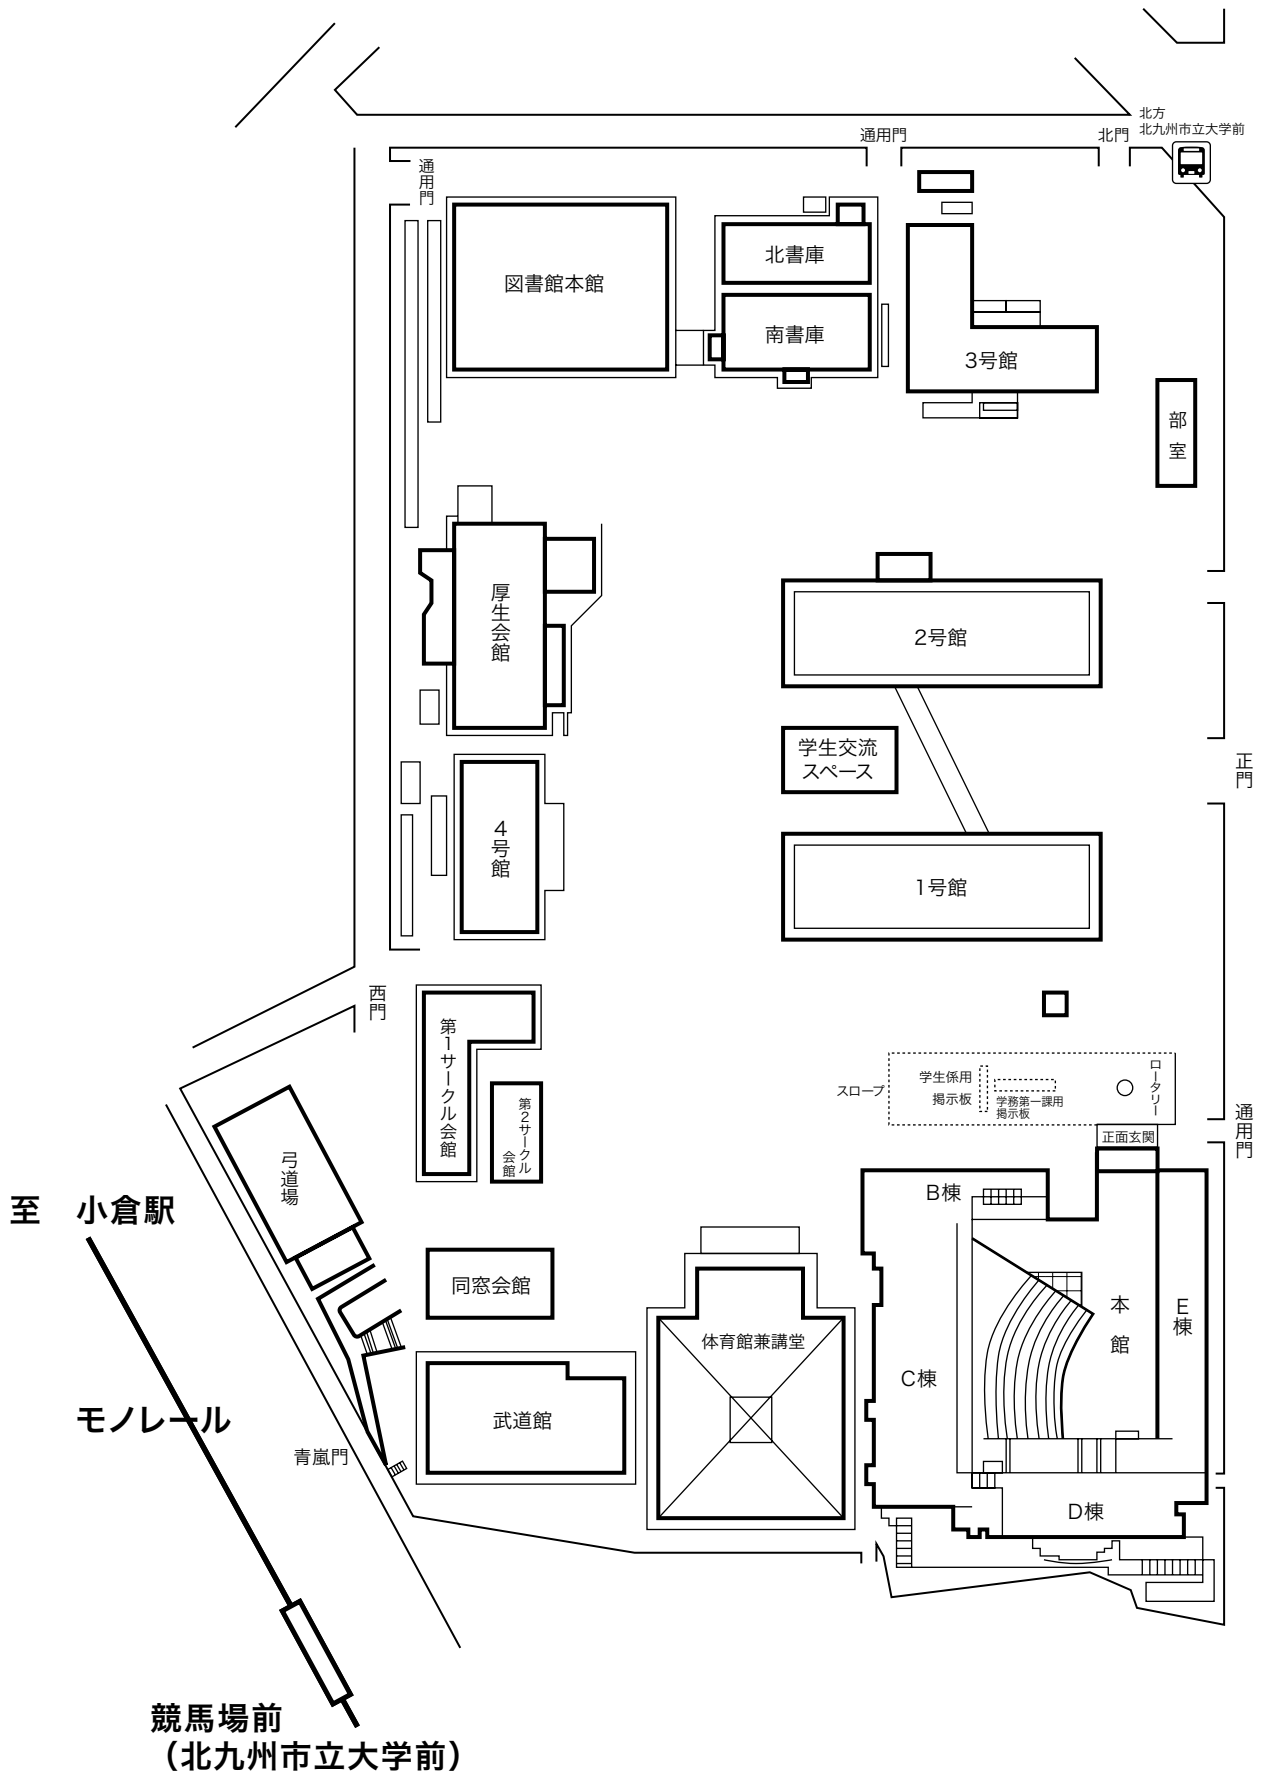 北方
北九州市立大学前
通用門
北門
通用門
図書館本館
北書庫
南書庫
3号館
部室
厚生会館
2号館
学生交流
スペース
正門
4号館
1号館
西門
第1サークル会館
第2サークル
会館
スロープ
学生係用
掲示板
学務第一課用
掲示板
ロータリー
正面玄関
通用門
弓道場
至 小倉駅
B棟
同窓会館
体育館兼講堂
本館
E棟
C棟
武道館
モノレール
青嵐門
D棟
競馬場前
（北九州市立大学前）